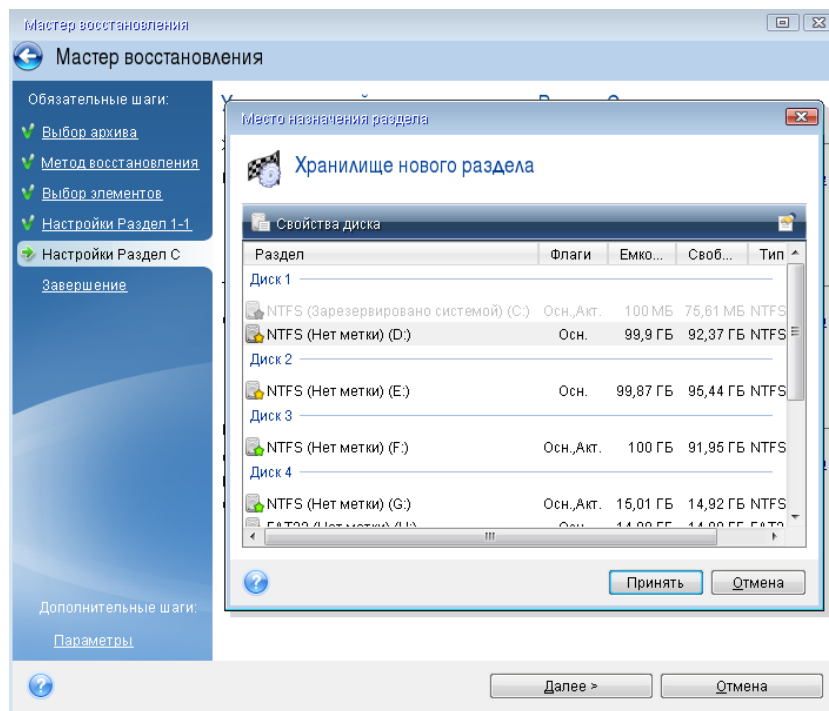 Мастер восстановления
Мастер восстановления
Обязательные шаги:
Выбор архива
Метод восстановления
Выбор элементов
Настройки Раздел 1-1
Настройки Раздел C
Завершение
Дополнительные шаги:
Параметры
Место назначения раздела
Хранилище нового раздела
Свойства диска
Раздел Флаги Емко... Своб... Тип
Диск 1
NTFS (Зарезервировано системой) (C:) Осн.,Акт. 100 МБ 75,61 МБ NTFS
NTFS (Нет метки) (D:) Осн. 99,9 ГБ 92,37 ГБ NTFS
Диск 2
NTFS (Нет метки) (E:) Осн. 99,87 ГБ 95,44 ГБ NTFS
Диск 3
NTFS (Нет метки) (F:) Осн.,Акт. 100 ГБ 91,95 ГБ NTFS
Диск 4
NTFS (Нет метки) (G:) Осн.,Акт. 15,01 ГБ 14,92 ГБ NTFS
Принять Отмена
Далее > Отмена